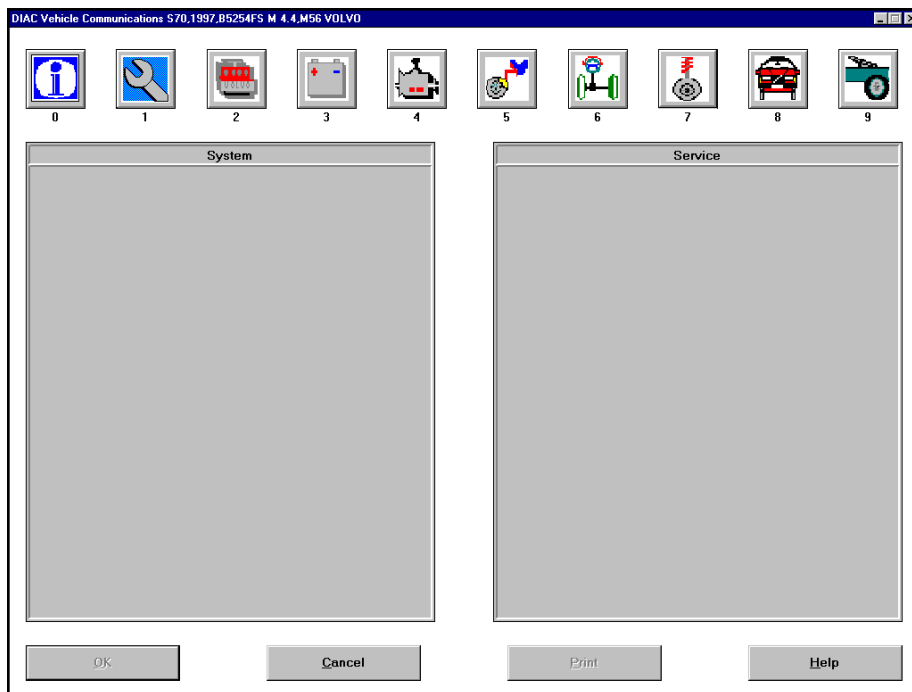 DIAC Vehicle Communications S70,1997,B5254FS M 4.4,M56 VOLVO
VOLVO
0 1 2 3 4 5 6 7 8 9
System Service
OK Cancel Print Help